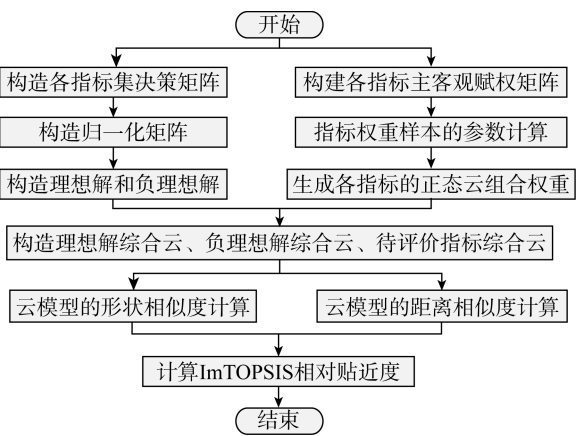 开始
构造各指标集决策矩阵
构建各指标主客观赋权矩阵
构造归一化矩阵
指标权重样本的参数计算
构造理想解和负理想解
生成各指标的正态云组合权重
构造理想解综合云、负理想解综合云、待评价指标综合云
云模型的形状相似度计算
云模型的距离相似度计算
计算ImTOPSIS相对贴近度
结束